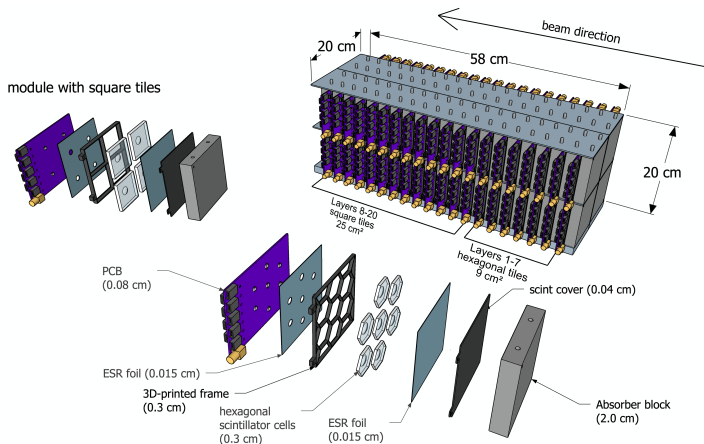 beam direction
20 cm
58 cm
module with square tiles
20 cm
Layers 8-20
square tiles
25 cm²
Layers 1-7
hexagonal tiles
9 cm²
PCB
(0.08 cm)
scint cover (0.04 cm)
ESR foil (0.015 cm)
3D-printed frame
(0.3 cm)
hexagonal
scintillator cells
(0.3 cm)
ESR foil
(0.015 cm)
Absorber block
(2.0 cm)